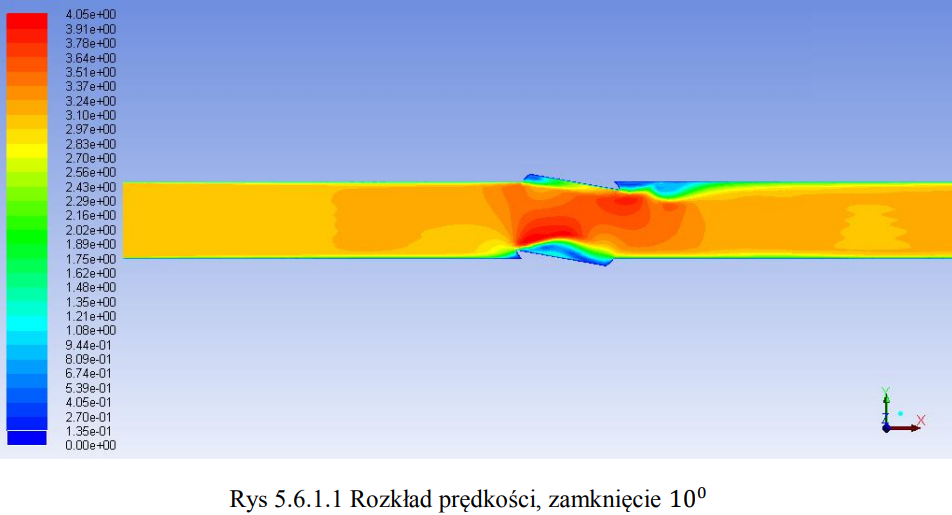 4.05e+00
3.91e+00
3.78e+00
3.64e+00
3.51e+00
3.37e+00
3.24e+00
3.10e+00
2.97e+00
2.83e+00
2.70e+00
2.56e+00
2.43e+00
2.29e+00
2.16e+00
2.02e+00
1.89e+00
1.75e+00
1.62e+00
1.48e+00
1.35e+00
1.21e+00
1.08e+00
9.44e-01
8.09e-01
6.74e-01
5.39e-01
4.05e-01
2.70e-01
1.35e-01
0.00e+00
Y
Z X
Rys 5.6.1.1 Rozkład prędkości, zamknięcie 10⁰